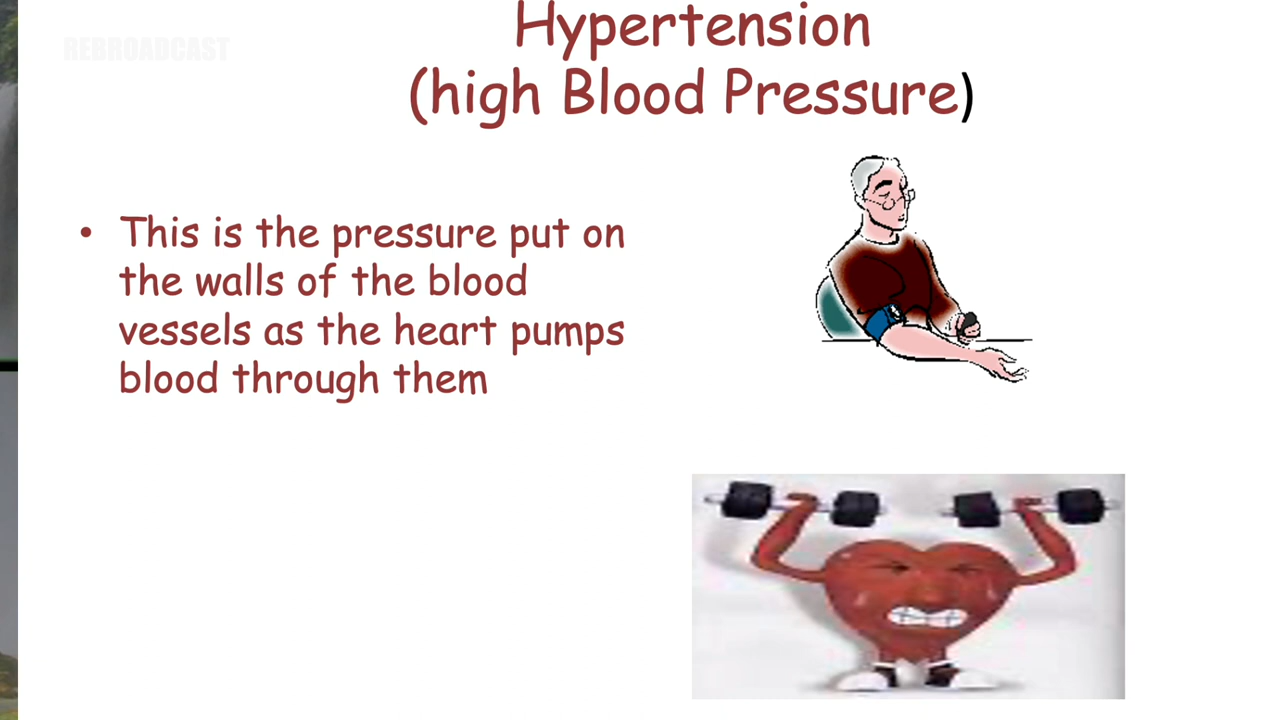 REBROADCAST
Hypertension
(high Blood Pressure)
• This is the pressure put on
the walls of the blood
vessels as the heart pumps
blood through them